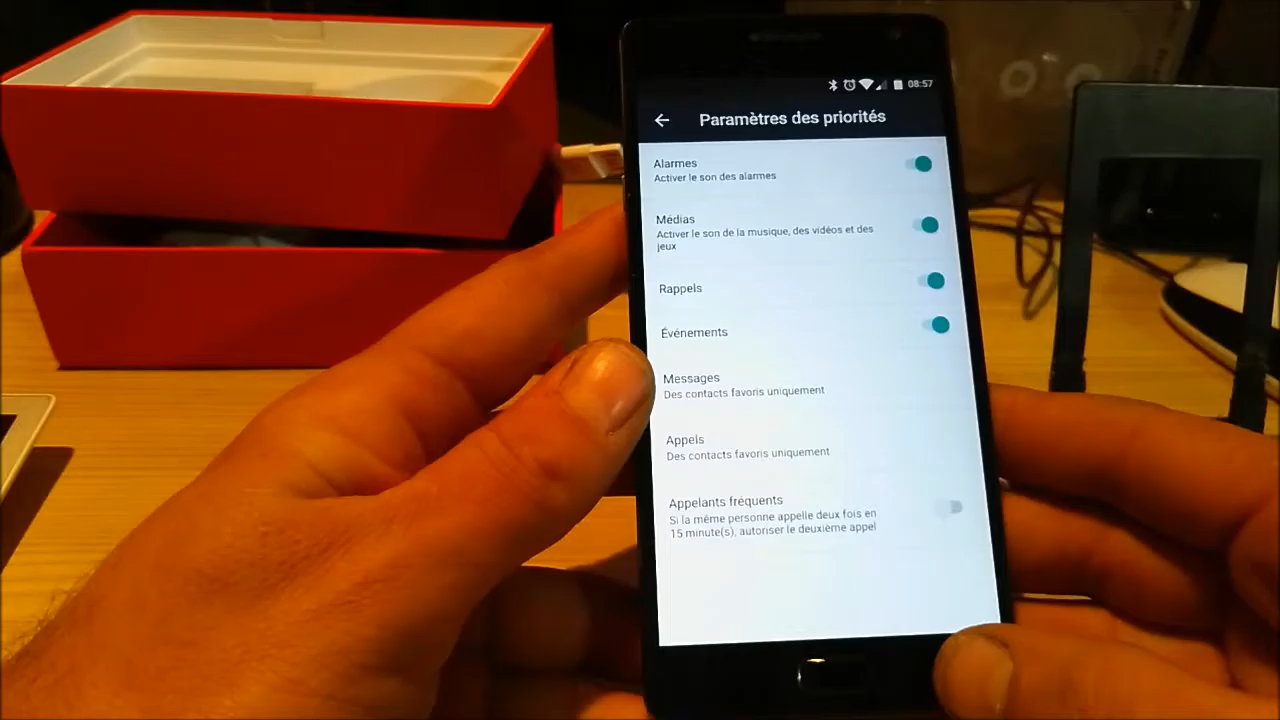 08:57
Paramètres des priorités
Alarmes
Activer le son des alarmes
Médias
Activer le son de la musique, des vidéos et des
jeux
Rappels
Événements
Messages
Des contacts favoris uniquement
Appels
Des contacts favoris uniquement
Appelants fréquents
Si la même personne appelle deux fois en
15 minute(s), autoriser le deuxième appel